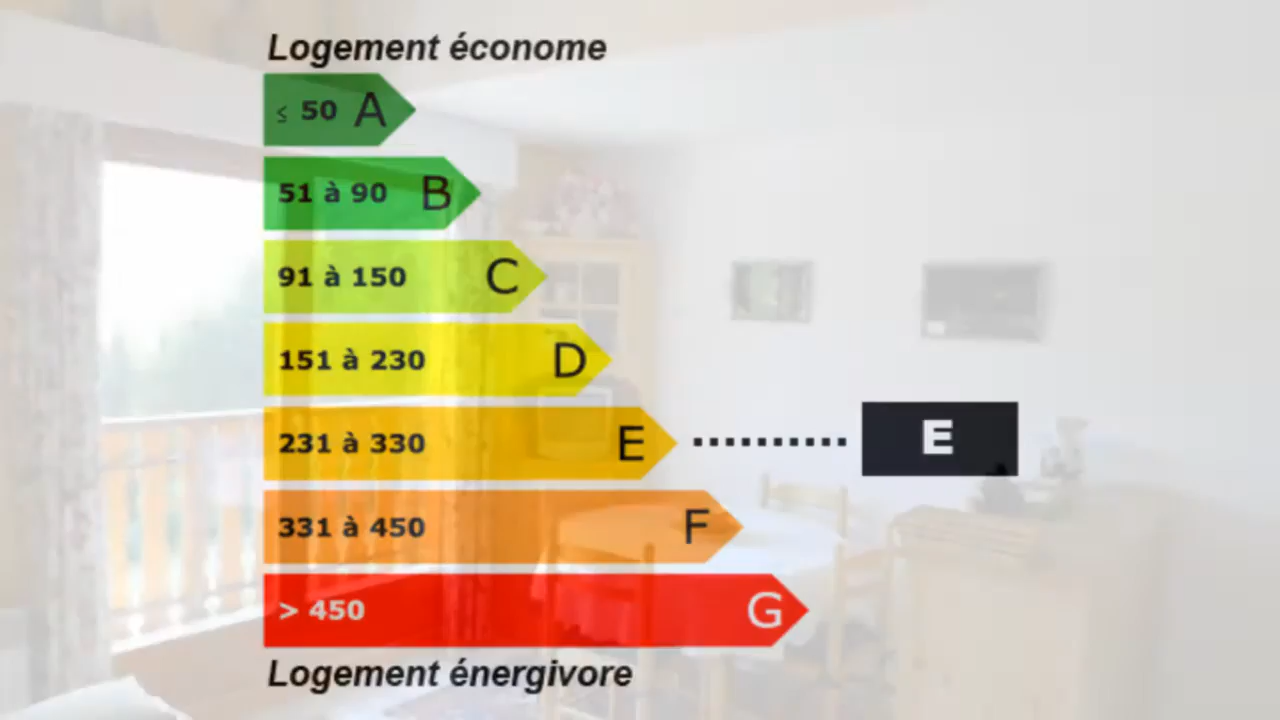 Logement économe
≤ 50 A
51 à 90 B
91 à 150 C
151 à 230 D
231 à 330 E
E
331 à 450 F
> 450 G
Logement énergivore